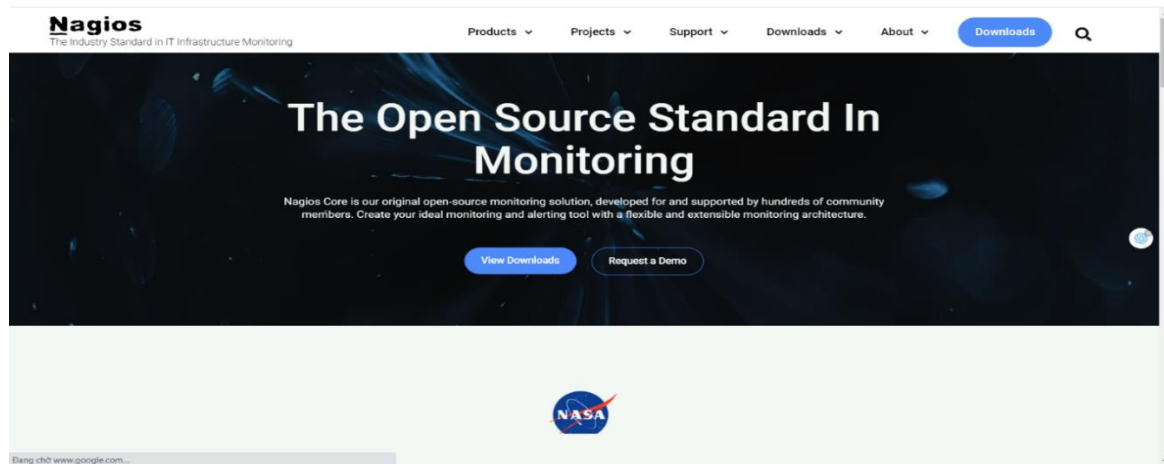 Nagios
The Industry Standard in IT Infrastructure Monitoring
Products
Projects
Support
Downloads
About
Downloads
The Open Source Standard In
Monitoring
Nagios Core is our original open-source monitoring solution, developed for and supported by hundreds of community
members. Create your ideal monitoring and alerting tool with a flexible and extensible monitoring architecture.
View Downloads
Request a Demo
NASA
Đang chờ www.google.com...